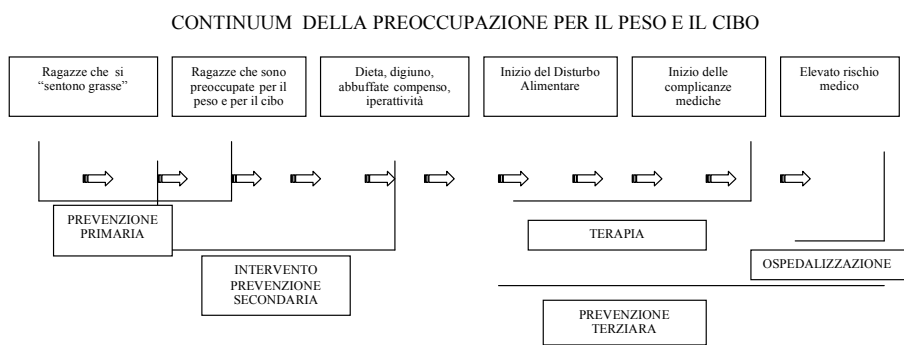 CONTINUUM DELLA PREOCCUPAZIONE PER IL PESO E IL CIBO
Ragazze che si
“sentono grasse”
Ragazze che sono
preoccupate per il
peso e per il cibo
Dieta, digiuno,
abbuffate compenso,
iperattività
Inizio del Disturbo
Alimentare
Inizio delle
complicanze
mediche
Elevato rischio
medico
PREVENZIONE
PRIMARIA
TERAPIA
INTERVENTO
PREVENZIONE
SECONDARIA
OSPEDALIZZAZIONE
PREVENZIONE
TERZIARA